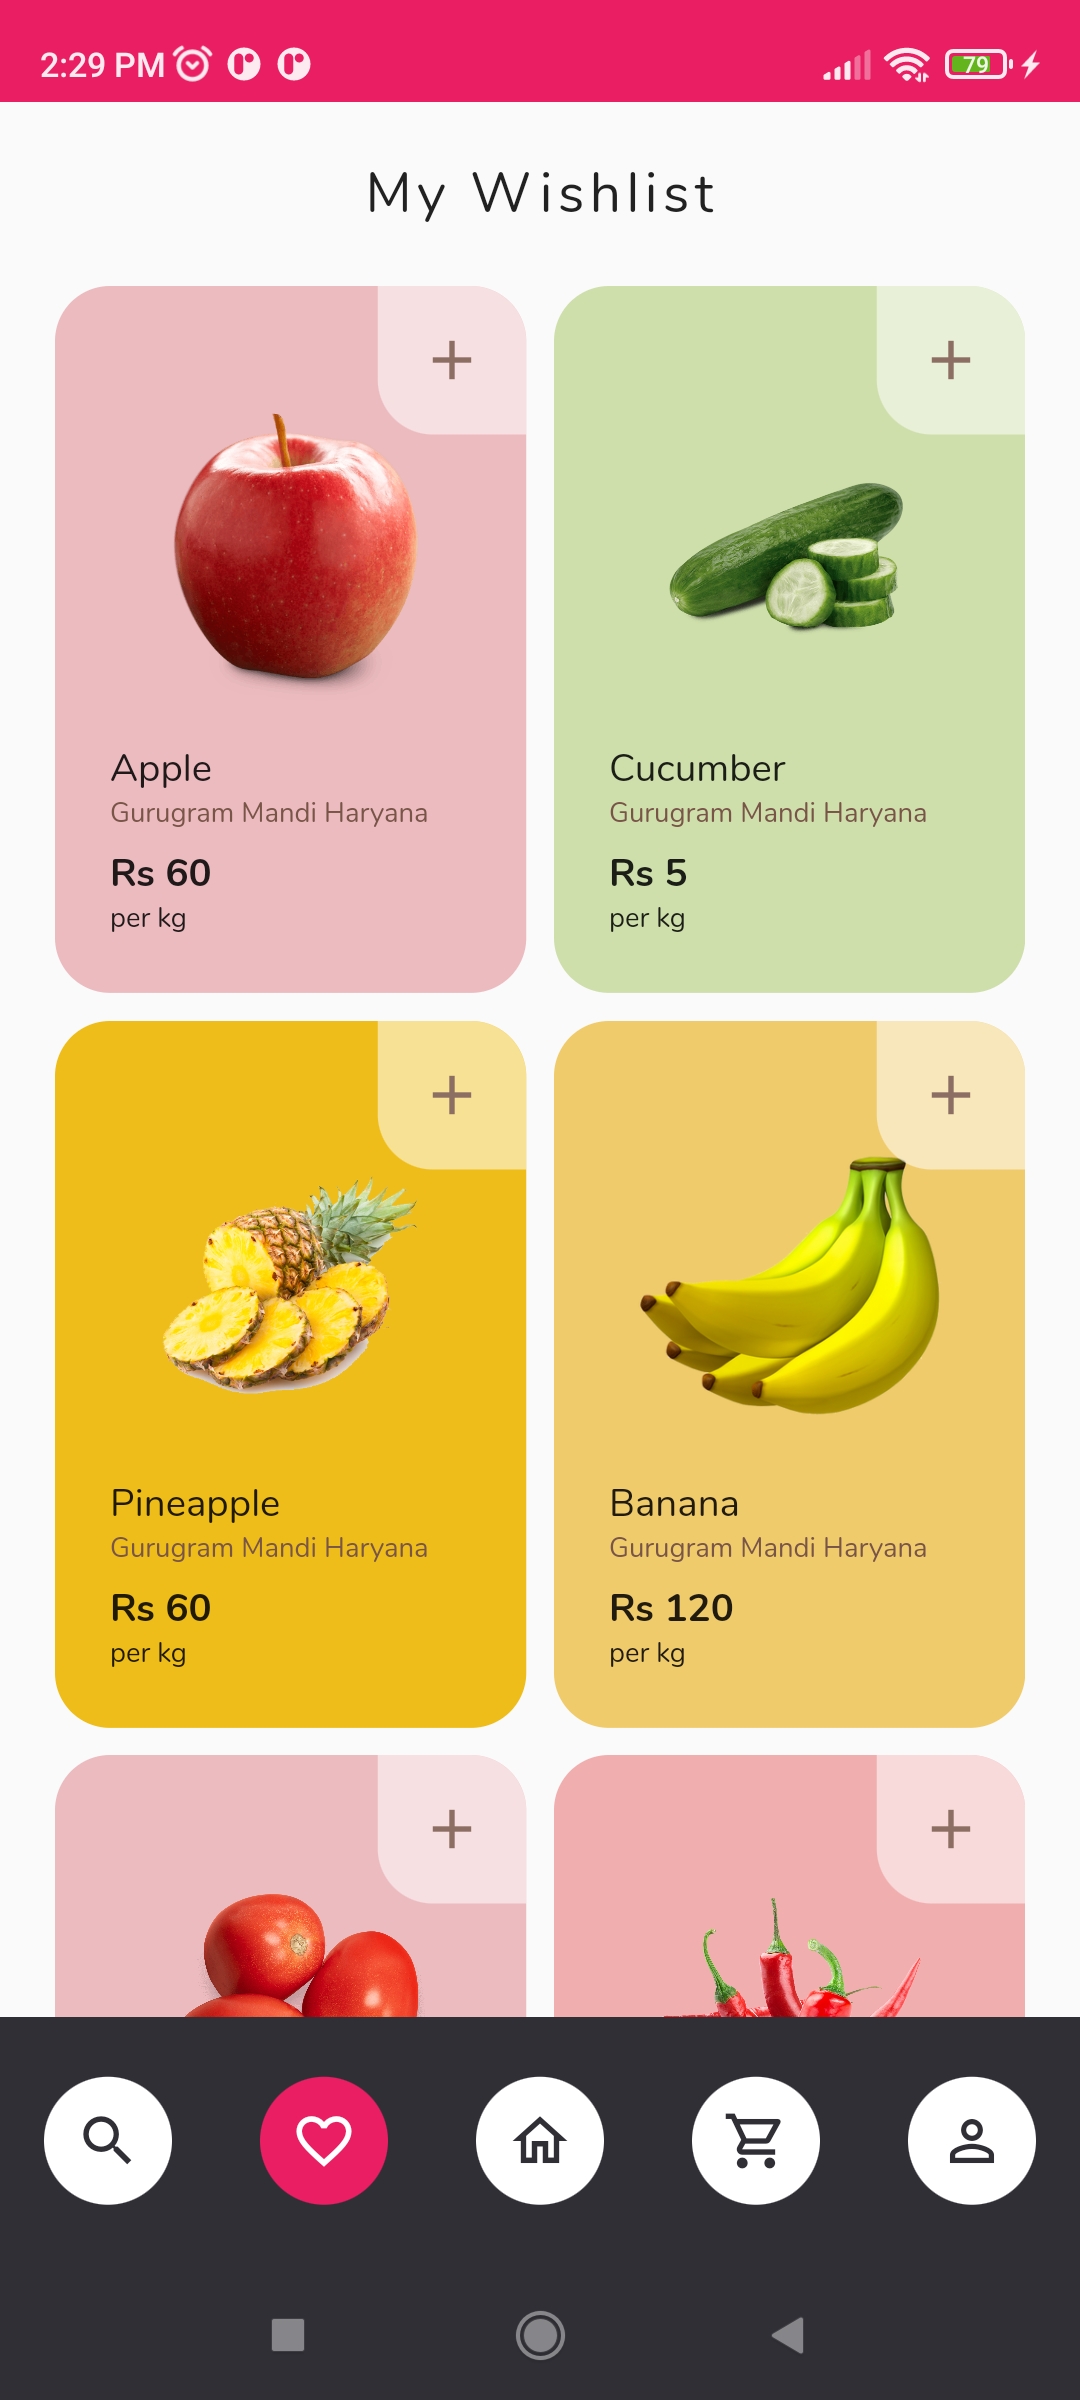 2:29 PM
79
My Wishlist
Apple
Gurugram Mandi Haryana
Rs 60
per kg
Cucumber
Gurugram Mandi Haryana
Rs 5
per kg
Pineapple
Gurugram Mandi Haryana
Rs 60
per kg
Banana
Gurugram Mandi Haryana
Rs 120
per kg